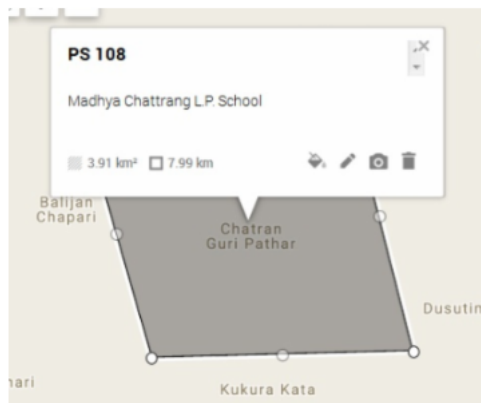 PS 108
Madhya Chattrang L.P. School
3.91 km² 7.99 km
Balijan
Chapari
Chatran
Guri Pathar
Dusutin
hari
Kukura Kata